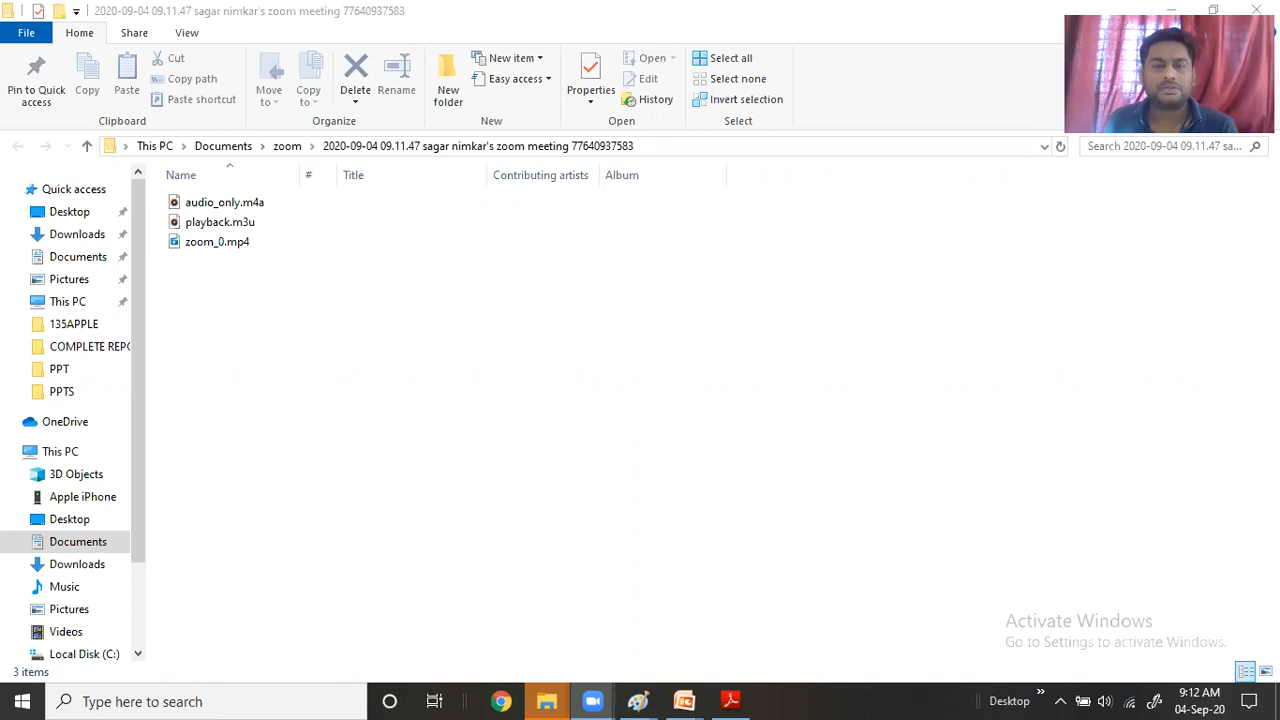 2020-09-04 09.11.47 sagar nimkar's zoom meeting 77640937583
File Home Share View
Pin to Quick access
Copy
Paste
Cut
Copy path
Paste shortcut
Clipboard
Move to
Copy to
Delete
Rename
Organize
New folder
New item
Easy access
New
Properties
Open
Edit
History
Open
Select all
Select none
Invert selection
Select
This PC > Documents > zoom > 2020-09-04 09.11.47 sagar nimkar's zoom meeting 77640937583
Search 2020-09-04 09.11.47 sa...
Name # Title Contributing artists Album
audio_only.m4a
playback.m3u
zoom_0.mp4
Quick access
Desktop
Downloads
Documents
Pictures
This PC
135APPLE
COMPLETE REPO
PPT
PPTS
OneDrive
This PC
3D Objects
Apple iPhone
Desktop
Documents
Downloads
Music
Pictures
Videos
Local Disk (C:)
3 items
Activate Windows
Go to Settings to activate Windows.
Type here to search
Desktop
9:12 AM
04-Sep-20